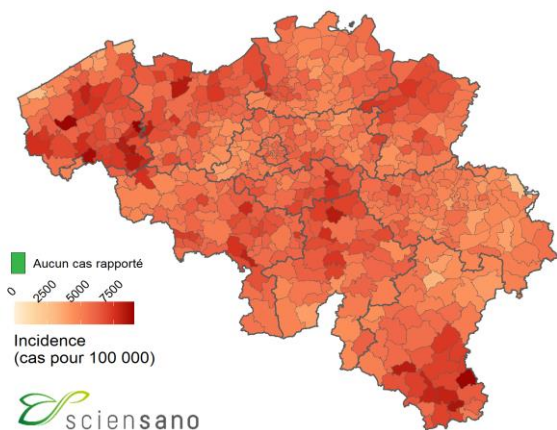 Aucun cas rapporté
0 2500 5000 7500
Incidence
(cas pour 100 000)
sciensano